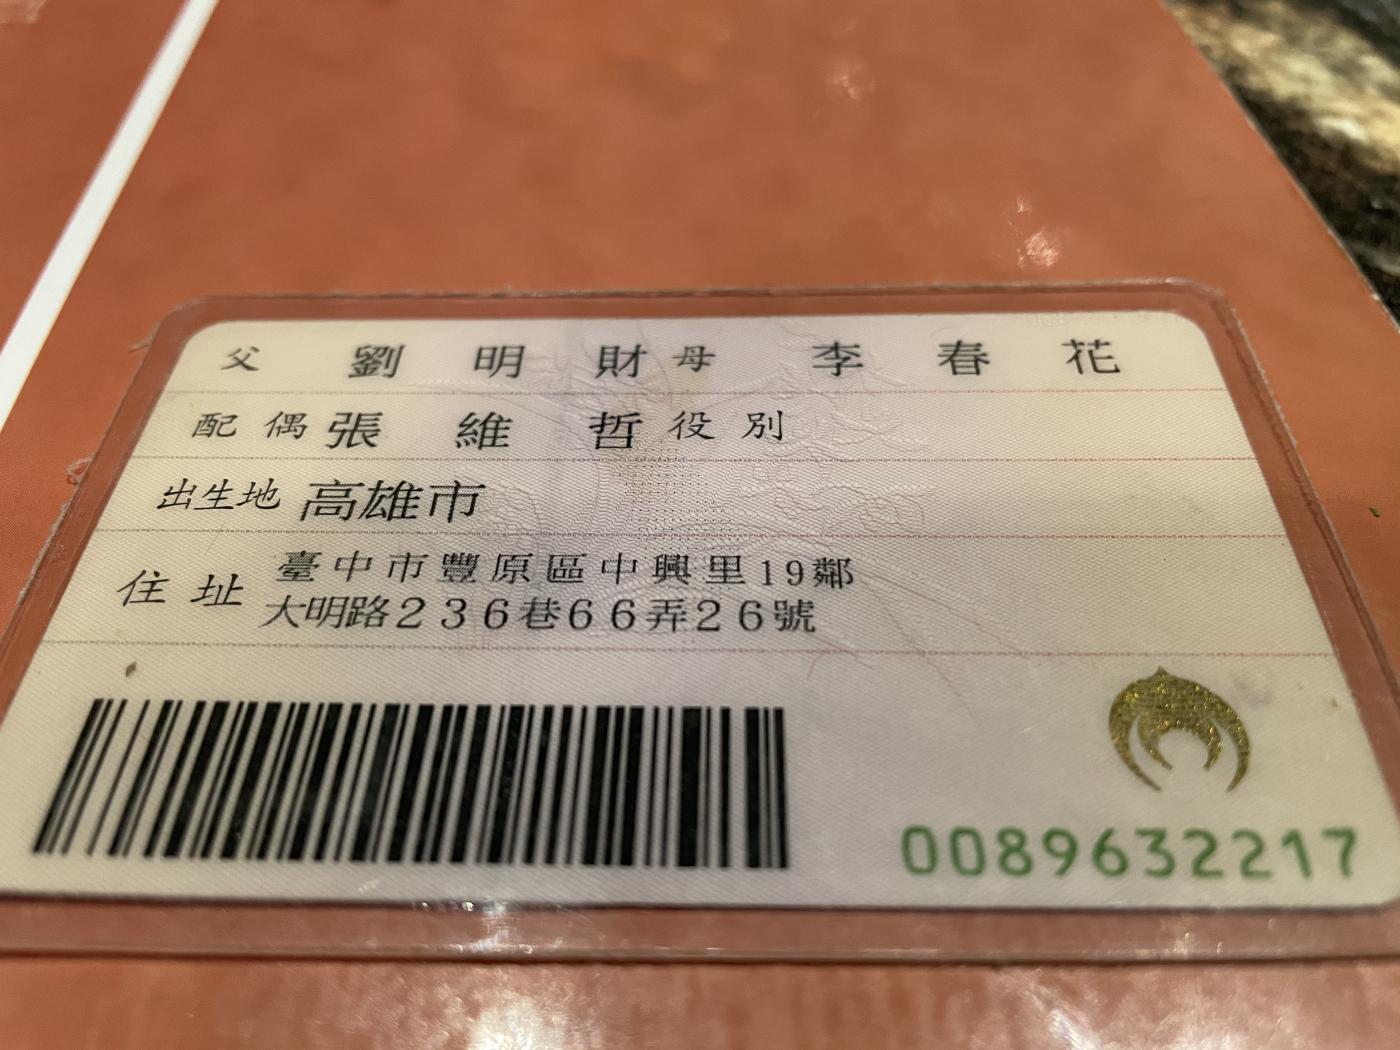 父 劉明財 母 李春花
配偶 張維哲 役別
出生地 高雄市
住址 臺中市豐原區中興里19鄰
大明路236巷66弄26號
0089632217